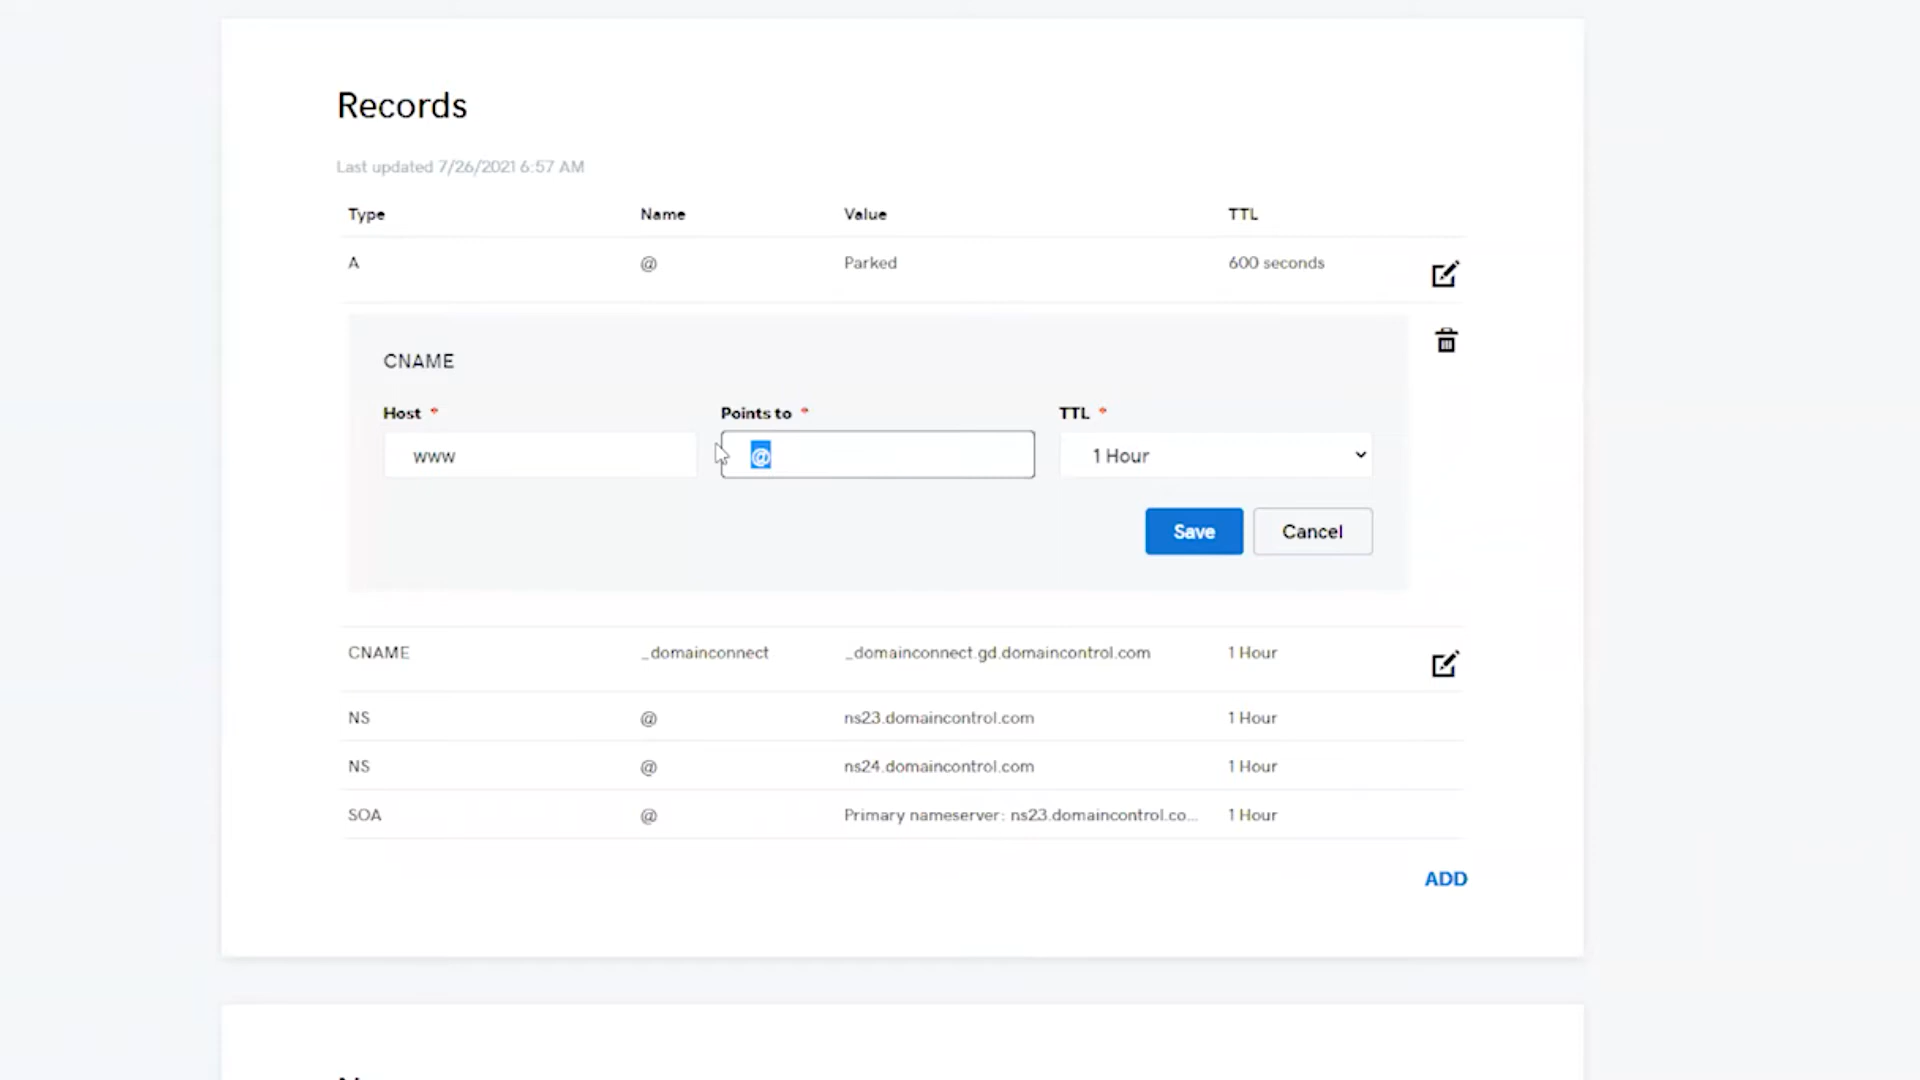 Records
Last updated 7/26/2021 6:57 AM
Type Name Value TTL
A @ Parked 600 seconds
CNAME
Host * Points to * TTL *
www @ 1 Hour
Save Cancel
CNAME _domainconnect _domainconnect.gd.domaincontrol.com 1 Hour
NS @ ns23.domaincontrol.com 1 Hour
NS @ ns24.domaincontrol.com 1 Hour
SOA @ Primary nameserver: ns23.domaincontrol.co... 1 Hour
ADD